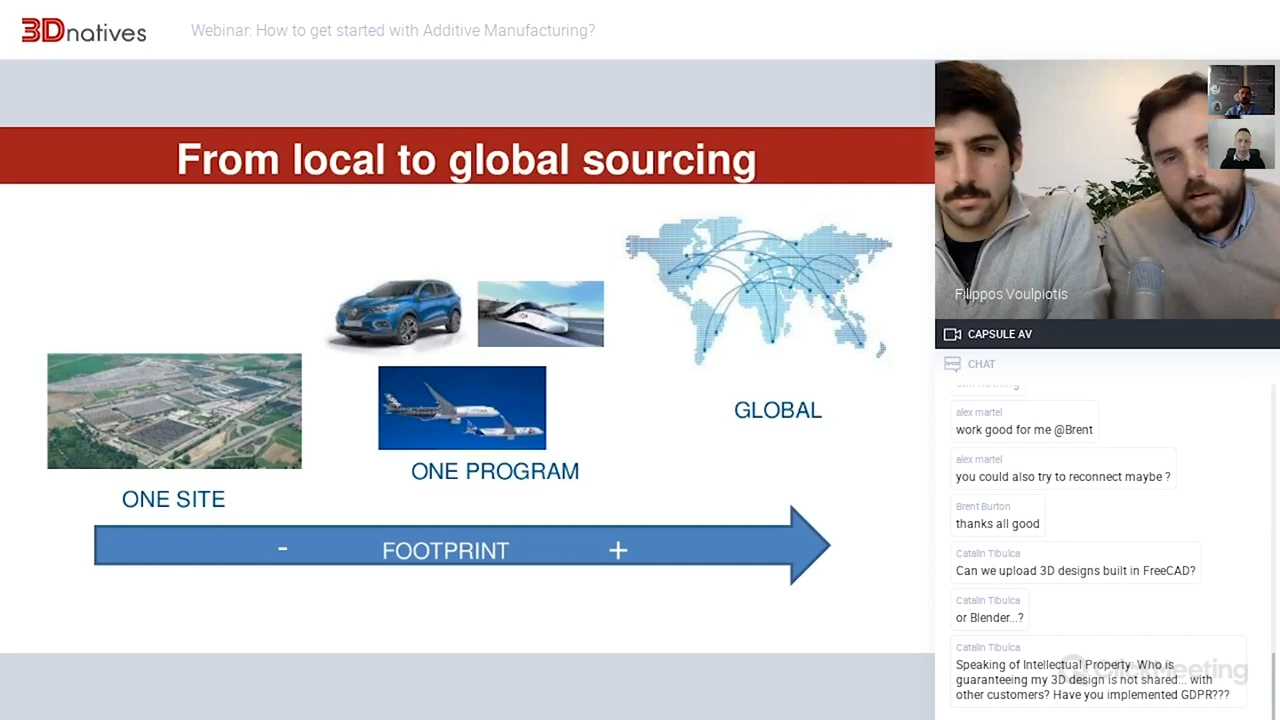 3Dnatives
Webinar: How to get started with Additive Manufacturing?
From local to global sourcing
GLOBAL
ONE PROGRAM
ONE SITE
- FOOTPRINT +
Filippos Voulpiotis
CAPSULE AV
CHAT
still nothing
alex martel
work good for me @Brent
alex martel
you could also try to reconnect maybe ?
Brent Burton
thanks all good
Catalin Tibulca
Can we upload 3D designs built in FreeCAD?
Catalin Tibulca
or Blender...?
Catalin Tibulca
Speaking of Intellectual Property. Who is
guaranteeing my 3D design is not shared... with
other customers? Have you implemented GDPR???
ClickMeeting